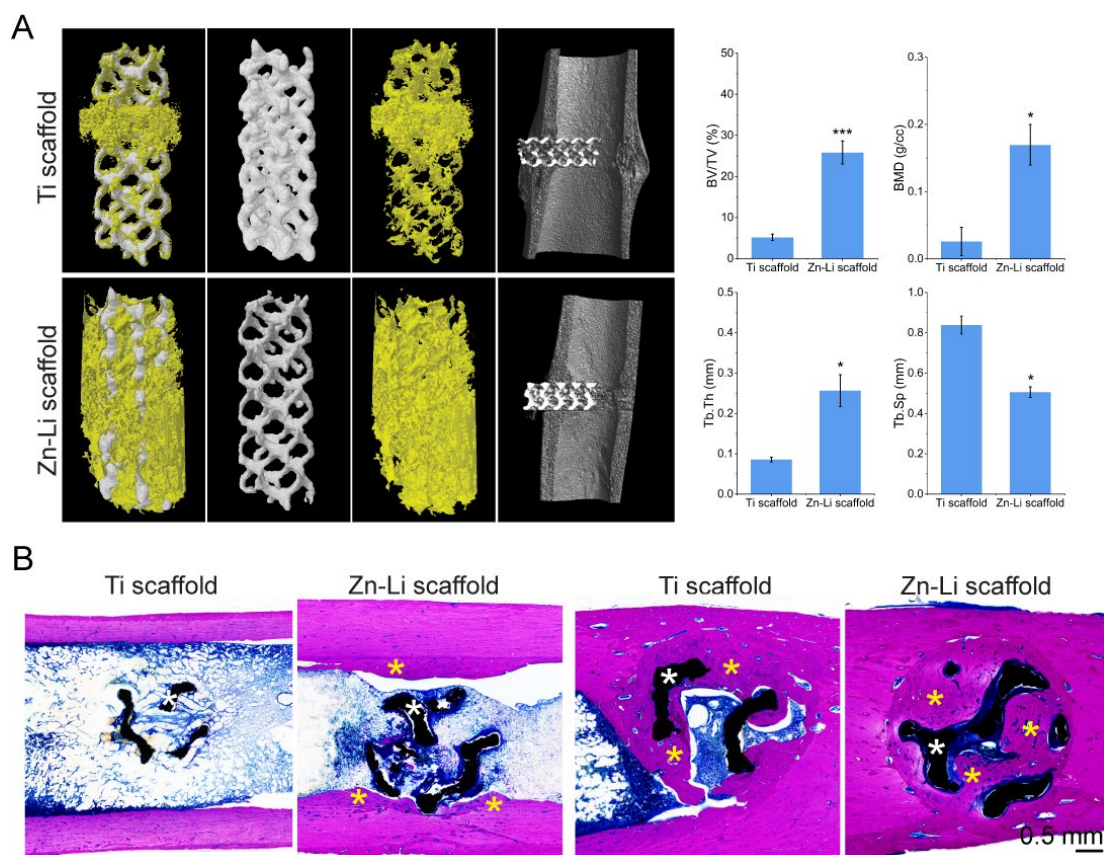 A
Ti scaffold
Zn-Li scaffold
BV/TV (%)
50
40
30
20
10
0
***
Ti scaffold Zn-Li scaffold
BMD (g/cc)
0.3
0.2
0.1
0.0
*
Ti scaffold Zn-Li scaffold
Tb.Th (mm)
0.5
0.4
0.3
0.2
0.1
0.0
*
Ti scaffold Zn-Li scaffold
Tb.Sp (mm)
1.0
0.8
0.6
0.4
0.2
0.0
*
Ti scaffold Zn-Li scaffold
B
Ti scaffold Zn-Li scaffold Ti scaffold Zn-Li scaffold
*
* * * *
* * *
* * * *
0.5 mm